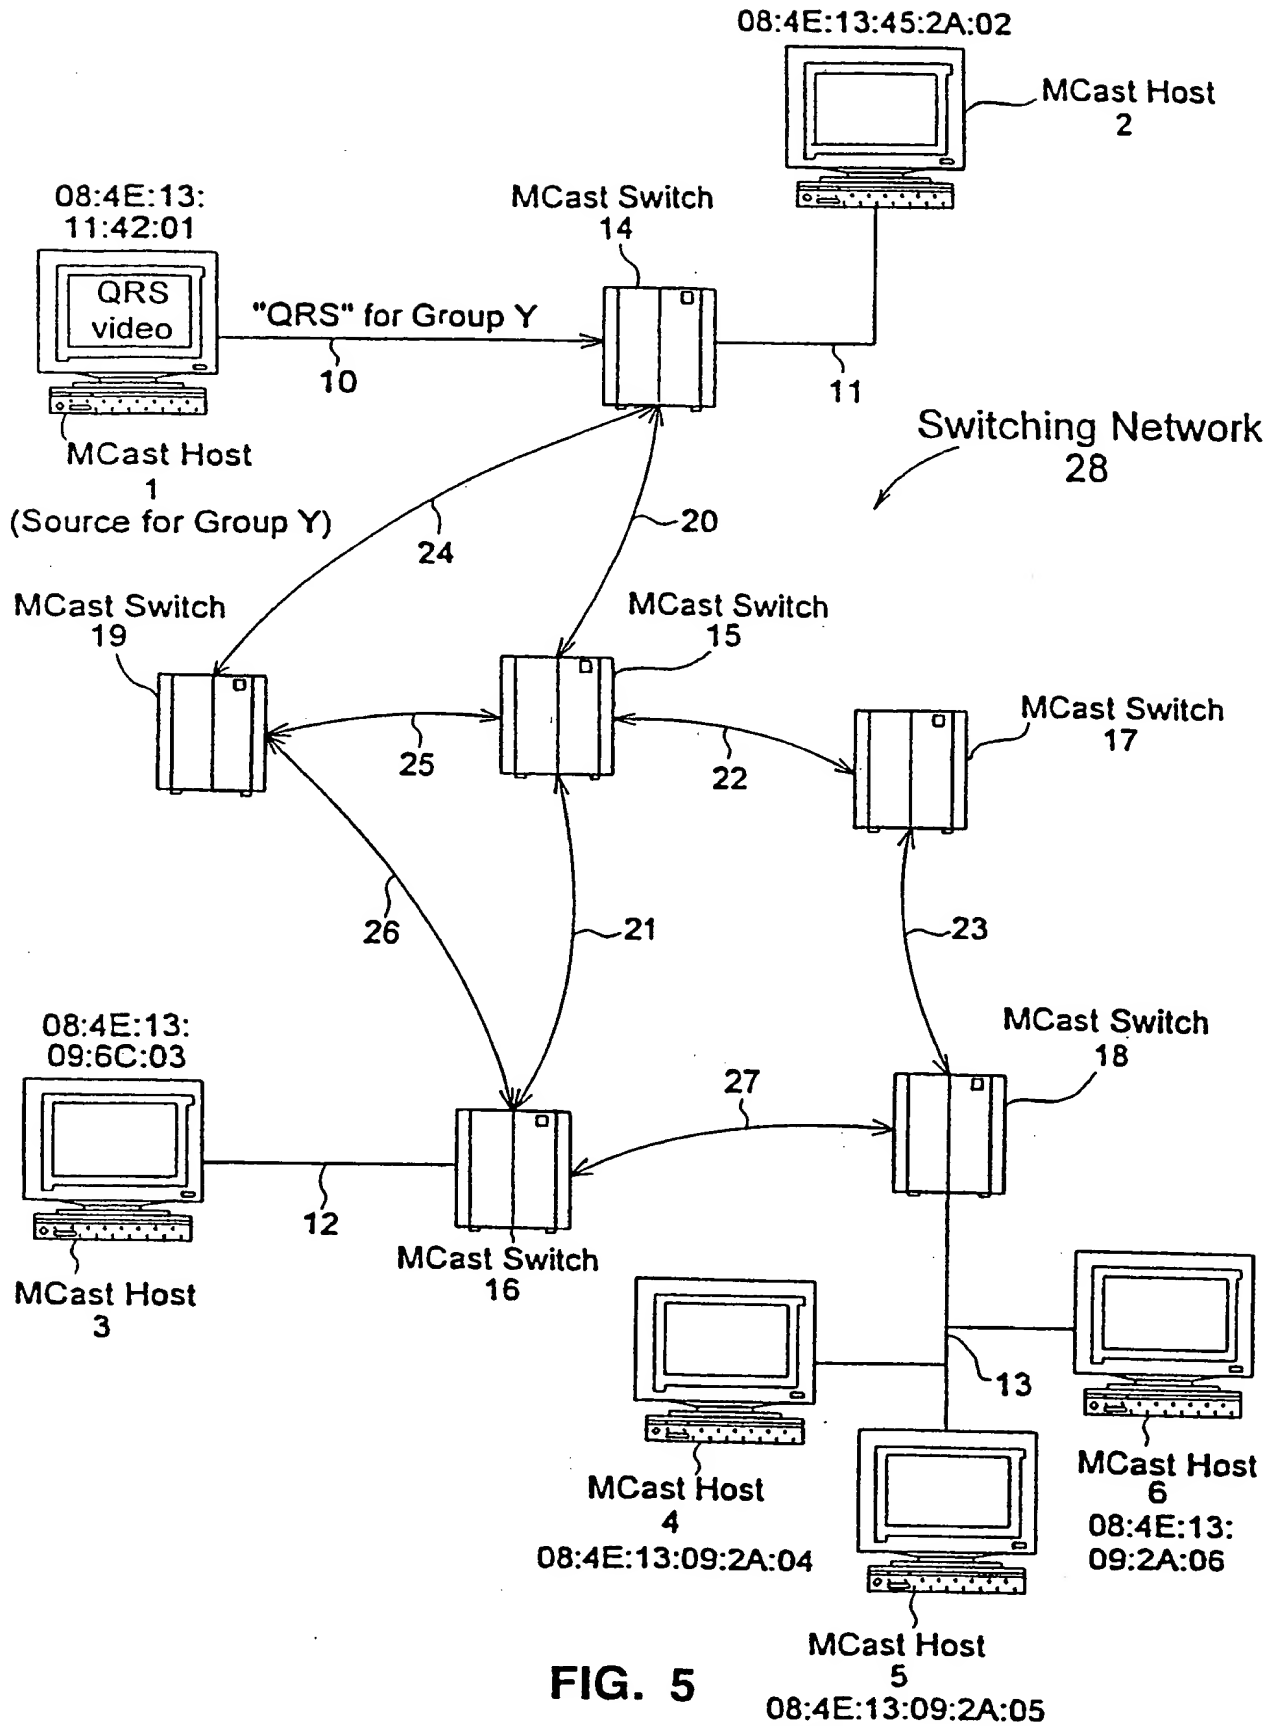 08:4E:13:45:2A:02
MCast Host
2
08:4E:13:
11:42:01
MCast Switch
14
QRS
video
"QRS" for Group Y
10
11
MCast Host
1
(Source for Group Y)
Switching Network
28
24
20
MCast Switch
19
MCast Switch
15
MCast Switch
17
25
22
26
21
23
08:4E:13:
09:6C:03
MCast Switch
18
27
12
MCast Switch
16
MCast Host
3
13
MCast Host
4
08:4E:13:09:2A:04
MCast Host
6
08:4E:13:
09:2A:06
MCast Host
5
08:4E:13:09:2A:05
FIG. 5